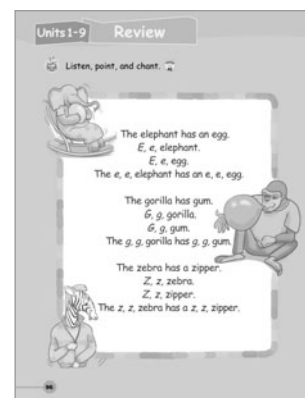 Units 1-9 Review
Listen, point, and chant.
The elephant has an egg.
E, e, elephant.
E, e, egg.
The e, e, elephant has an e, e, egg.
The gorilla has gum.
G, g, gorilla.
G, g, gum.
The g, g, gorilla has g, g, gum.
The zebra has a zipper.
Z, z, zebra.
Z, z, zipper.
The z, z, zebra has a z, z, zipper.